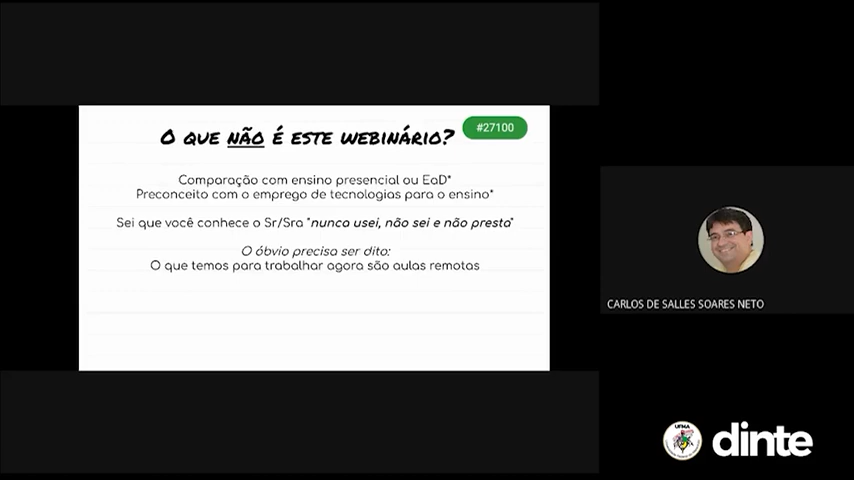 O que não é este webinário?
#27100
Comparação com ensino presencial ou EaD*
Preconceito com o emprego de tecnologias para o ensino*
Sei que você conhece o Sr/Sra "nunca usei, não sei e não presta"
O óbvio precisa ser dito:
O que temos para trabalhar agora são aulas remotas
CARLOS DE SALLES SOARES NETO
UFMA
dinte